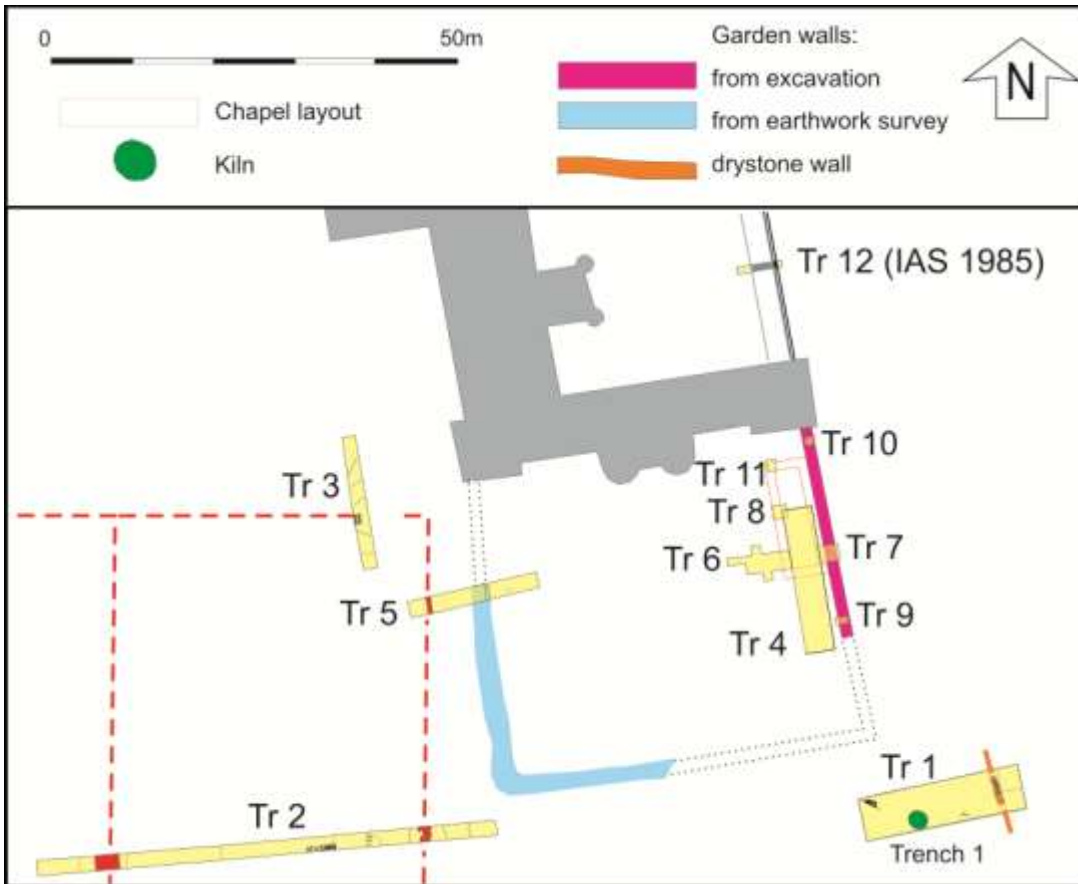 0 50m
Chapel layout
Kiln
Garden walls:
from excavation
from earthwork survey
drystone wall
N
Tr 12 (IAS 1985)
Tr 10
Tr 11
Tr 3
Tr 8
Tr 7
Tr 6
Tr 5
Tr 9
Tr 4
Tr 1
Tr 2
Trench 1